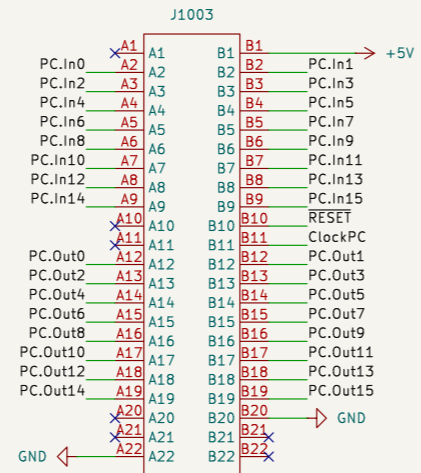 J1003
A1 A1 B1 B1 +5V
PC.In0 A2 A2 B2 B2 PC.In1
PC.In2 A3 A3 B3 B3 PC.In3
PC.In4 A4 A4 B4 B4 PC.In5
PC.In6 A5 A5 B5 B5 PC.In7
PC.In8 A6 A6 B6 B6 PC.In9
PC.In10 A7 A7 B7 B7 PC.In11
PC.In12 A8 A8 B8 B8 PC.In13
PC.In14 A9 A9 B9 B9 PC.In15
A10 A10 B10 B10 RESET
A11 A11 B11 B11 ClockPC
PC.Out0 A12 A12 B12 B12 PC.Out1
PC.Out2 A13 A13 B13 B13 PC.Out3
PC.Out4 A14 A14 B14 B14 PC.Out5
PC.Out6 A15 A15 B15 B15 PC.Out7
PC.Out8 A16 A16 B16 B16 PC.Out9
PC.Out10 A17 A17 B17 B17 PC.Out11
PC.Out12 A18 A18 B18 B18 PC.Out13
PC.Out14 A19 A19 B19 B19 PC.Out15
A20 A20 B20 B20 GND
A21 A21 B21 B21
GND A22 A22 B22 B22